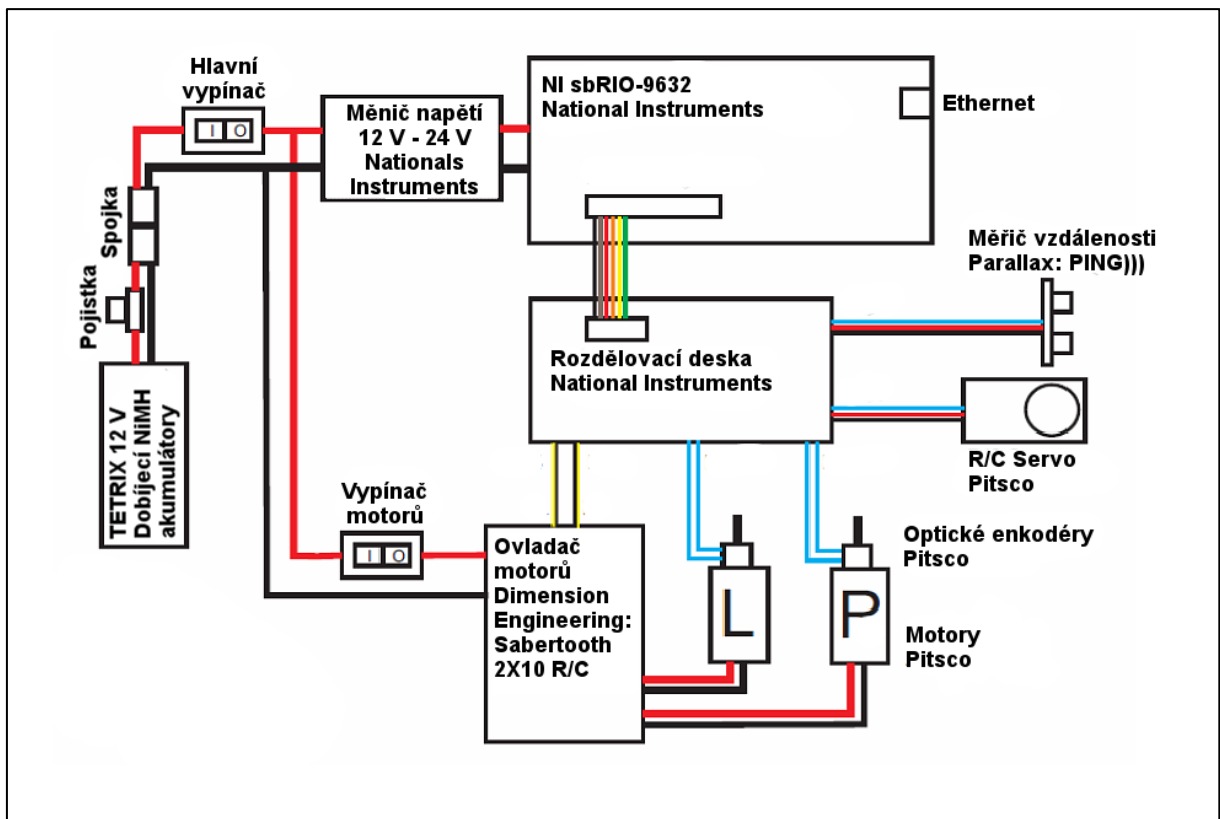 Hlavní
vypínač
I O
Měnič napětí
12 V - 24 V
Nationals
Instruments
NI sbRIO-9632
National Instruments
Ethernet
Spojka
Pojistka
TETRIX 12 V
Dobíjecí NiMH
akumulátory
Měřič vzdálenosti
Parallax: PING)))
Rozdělovací deska
National Instruments
R/C Servo
Pitsco
Vypínač
motorů
I O
Ovladač
motorů
Dimension
Engineering:
Sabertooth
2X10 R/C
L
P
Optické enkodéry
Pitsco
Motory
Pitsco